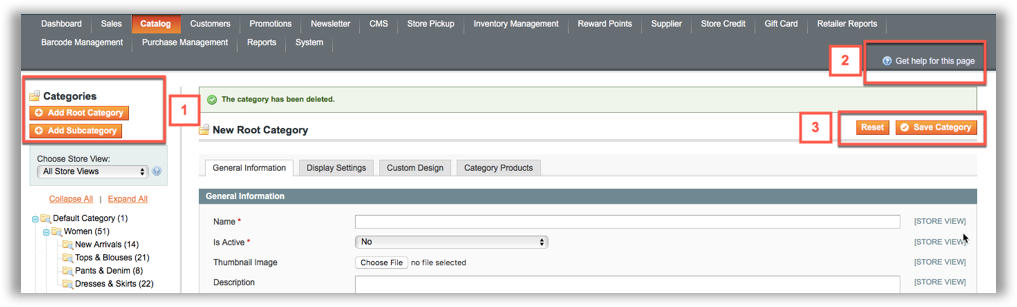 Dashboard Sales Catalog Customers Promotions Newsletter CMS Store Pickup Inventory Management Reward Points Supplier Store Credit Gift Card Retailer Reports
Barcode Management Purchase Management Reports System
2
Get help for this page
Categories
Add Root Category
Add Subcategory
1
The category has been deleted.
New Root Category
3
Reset Save Category
Choose Store View:
All Store Views
Collapse All | Expand All
Default Category (1)
Women (51)
New Arrivals (14)
Tops & Blouses (21)
Pants & Denim (8)
Dresses & Skirts (22)
General Information Display Settings Custom Design Category Products
General Information
Name * [STORE VIEW]
Is Active * No [STORE VIEW]
Thumbnail Image Choose File no file selected [STORE VIEW]
Description [STORE VIEW]